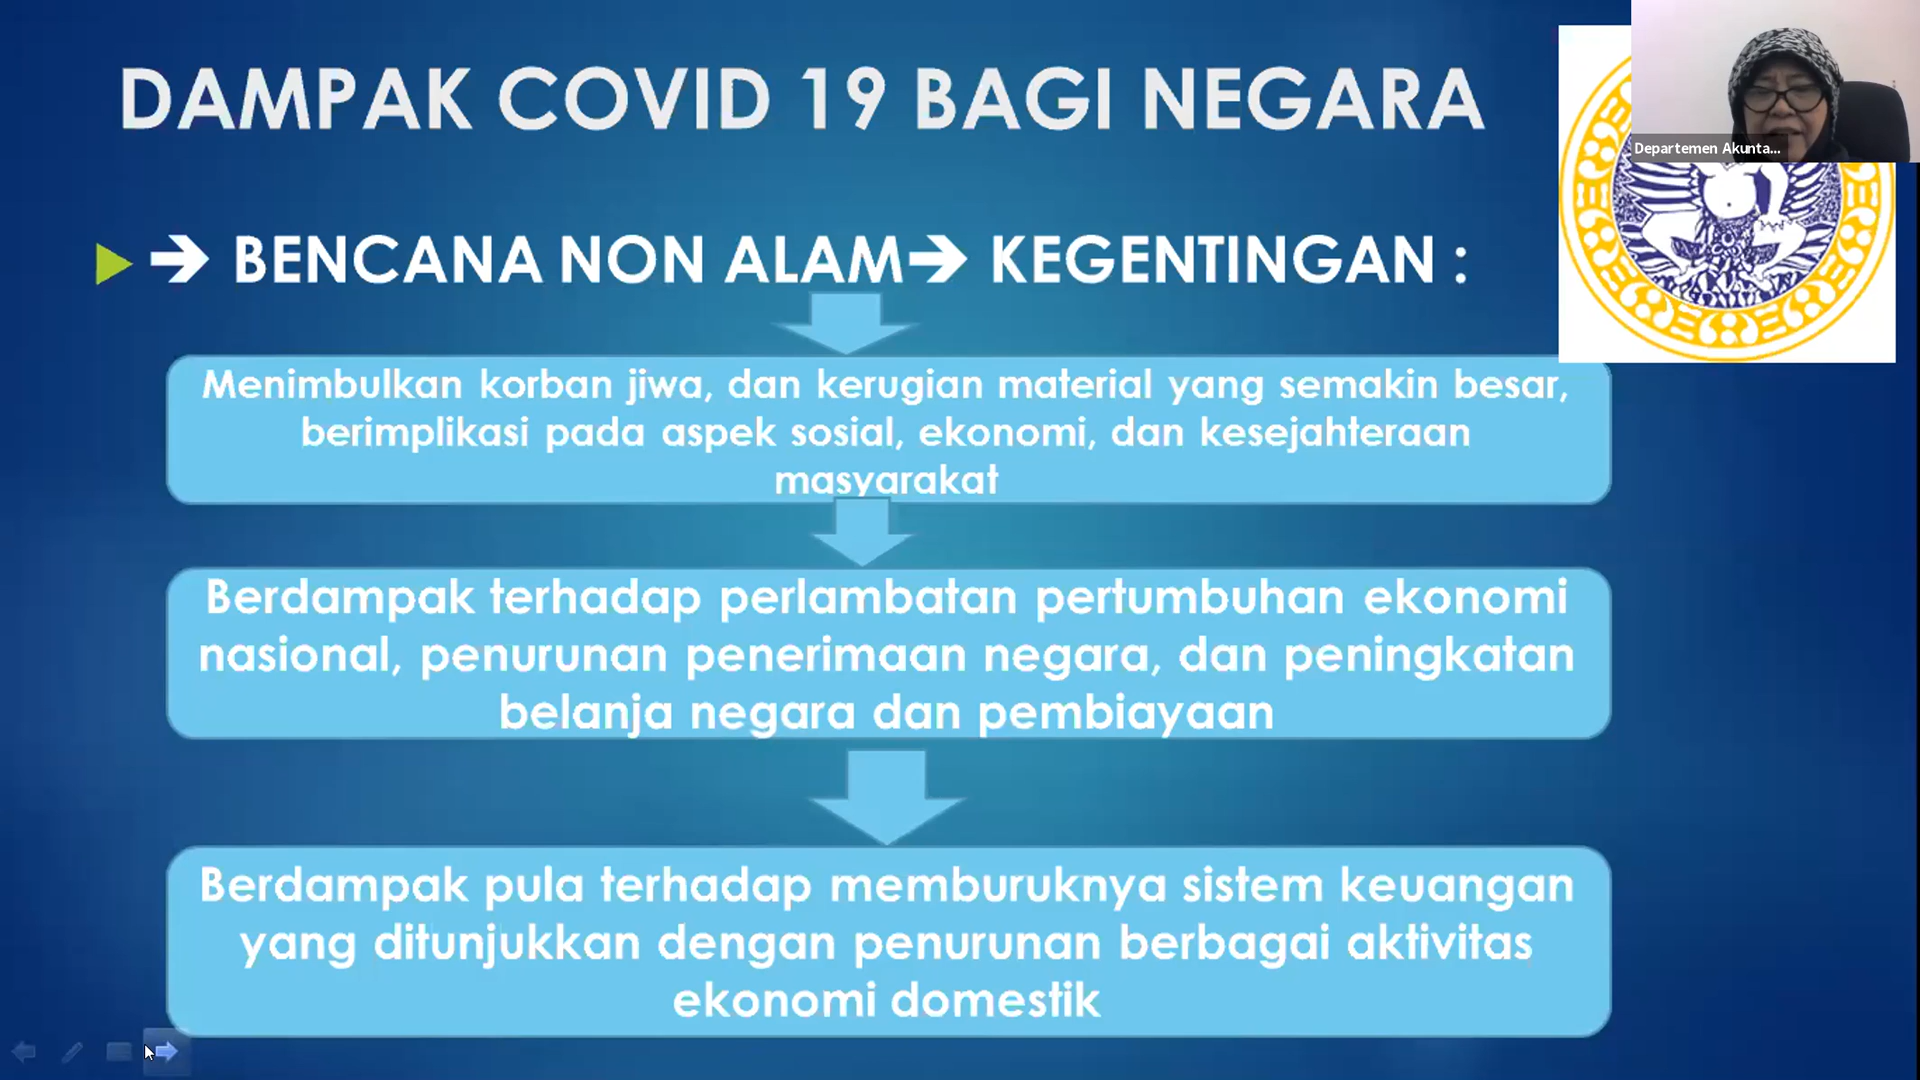 DAMPAK COVID 19 BAGI NEGARA
Departemen Akunta...
➔ BENCANA NON ALAM➔ KEGENTINGAN :
Menimbulkan korban jiwa, dan kerugian material yang semakin besar,
berimplikasi pada aspek sosial, ekonomi, dan kesejahteraan
masyarakat
Berdampak terhadap perlambatan pertumbuhan ekonomi
nasional, penurunan penerimaan negara, dan peningkatan
belanja negara dan pembiayaan
Berdampak pula terhadap memburuknya sistem keuangan
yang ditunjukkan dengan penurunan berbagai aktivitas
ekonomi domestik